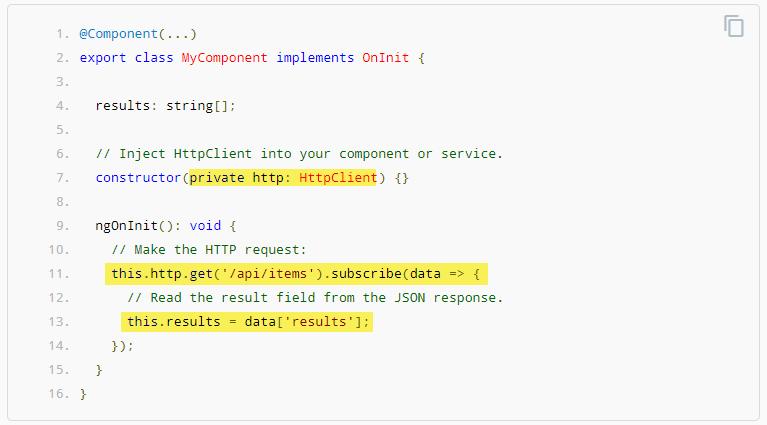 1. @Component(...)
2. export class MyComponent implements OnInit {
3.
4. results: string[];
5.
6. // Inject HttpClient into your component or service.
7. constructor(private http: HttpClient) {}
8.
9. ngOnInit(): void {
10. // Make the HTTP request:
11. this.http.get('/api/items').subscribe(data => {
12. // Read the result field from the JSON response.
13. this.results = data['results'];
14. });
15. }
16. }